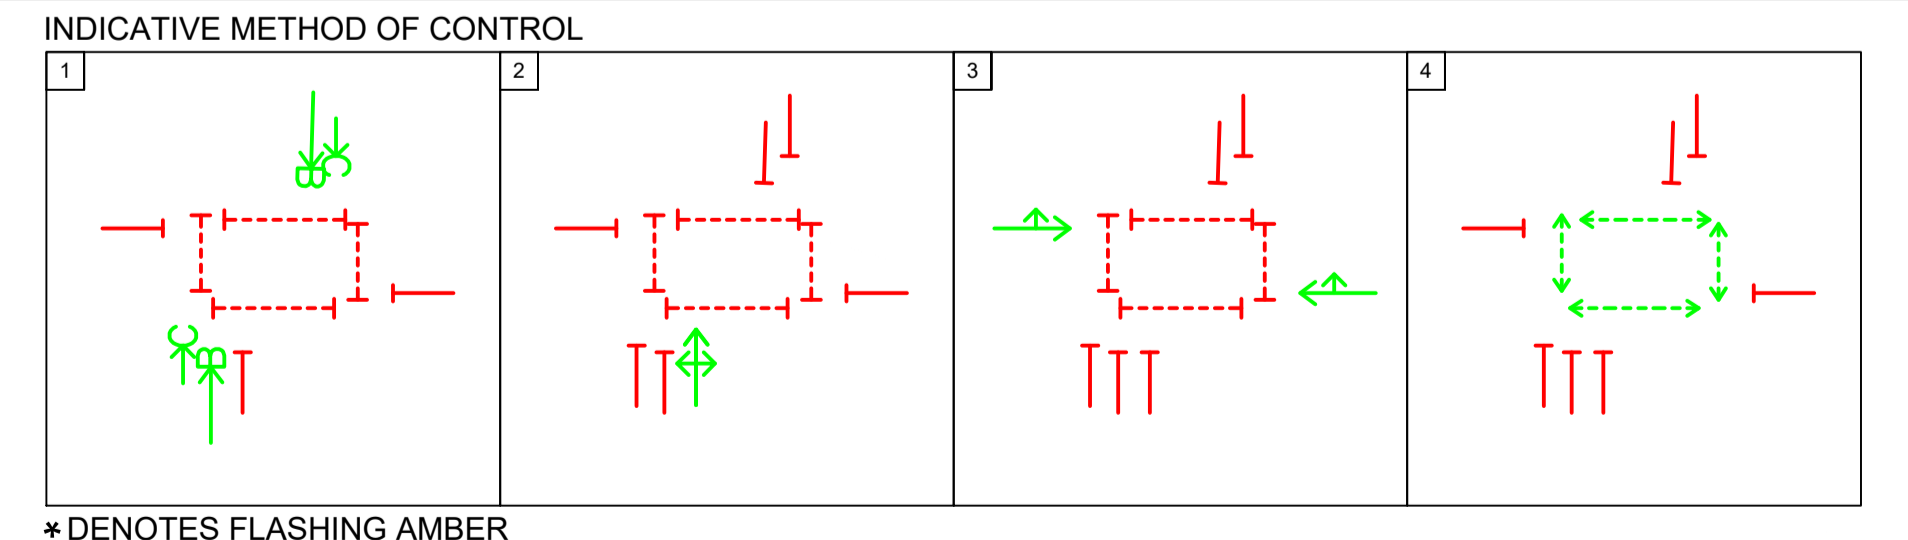 INDICATIVE METHOD OF CONTROL
1
2
3
4
B
C
C
B
* DENOTES FLASHING AMBER